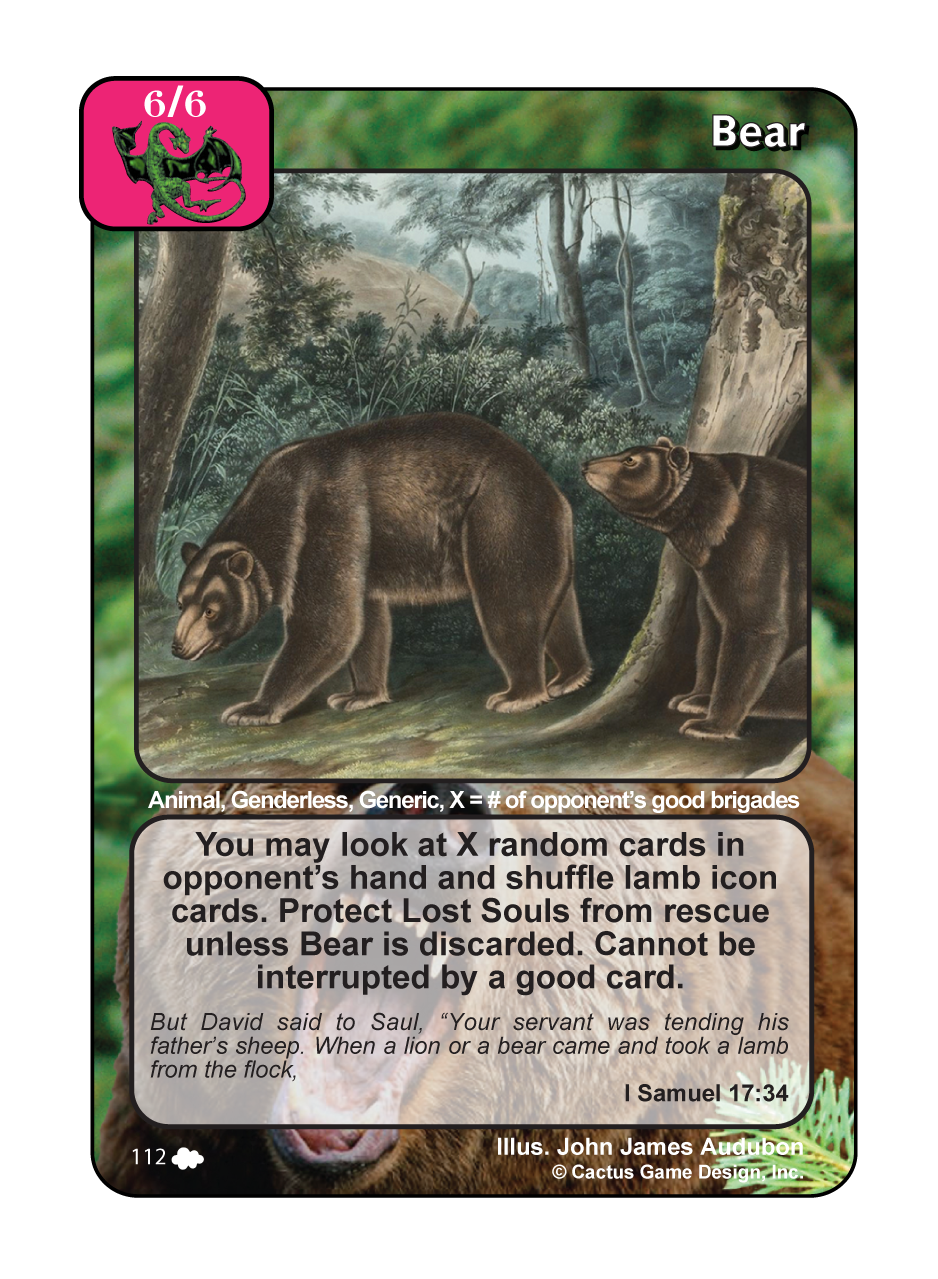 6/6
Bear
Animal, Genderless, Generic, X = # of opponent's good brigades
You may look at X random cards in
opponent's hand and shuffle lamb icon
cards. Protect Lost Souls from rescue
unless Bear is discarded. Cannot be
interrupted by a good card.
But David said to Saul, “Your servant was tending his
father's sheep. When a lion or a bear came and took a lamb
from the flock,
I Samuel 17:34
112
Illus. John James Audubon
© Cactus Game Design, Inc.